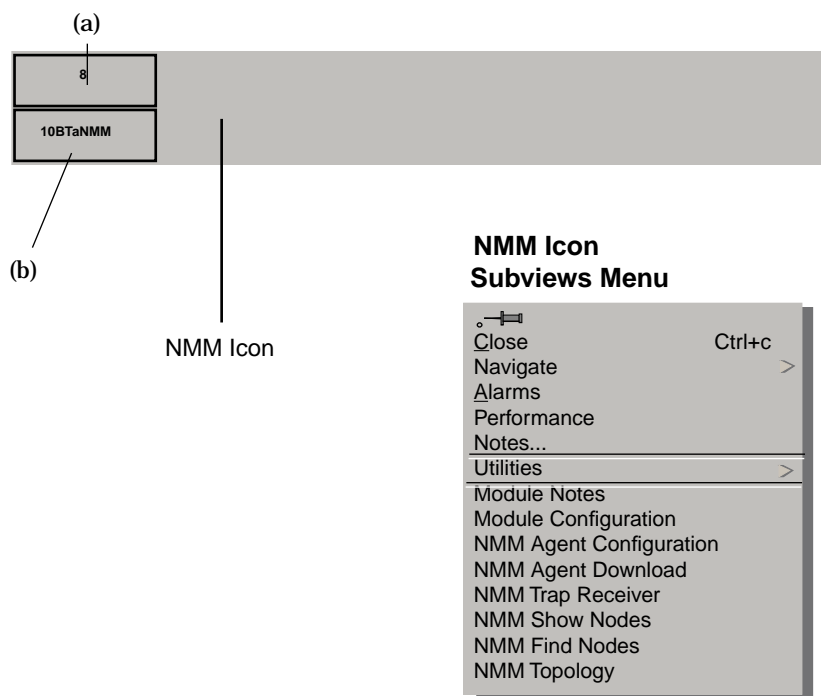 (a)
8
10BTaNMM
(b)
NMM Icon
NMM Icon
Subviews Menu
Close Ctrl+c
Navigate >
Alarms
Performance
Notes...
Utilities >
Module Notes
Module Configuration
NMM Agent Configuration
NMM Agent Download
NMM Trap Receiver
NMM Show Nodes
NMM Find Nodes
NMM Topology